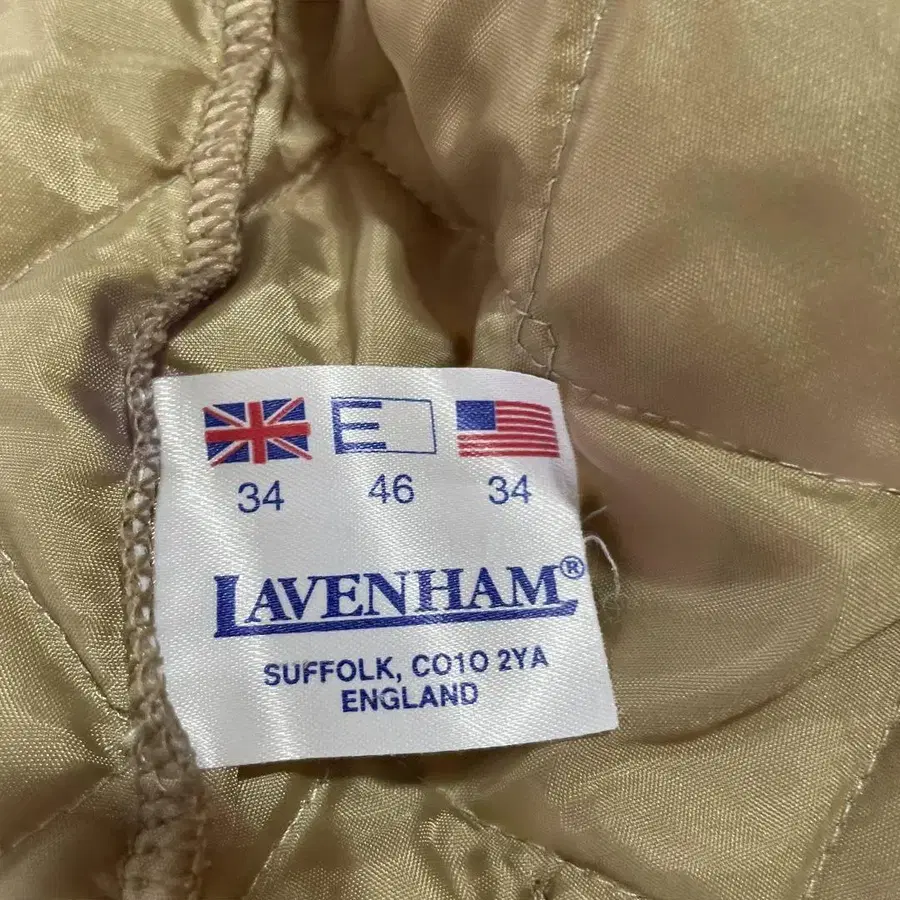 E
34 46 34
LAVENHAM®
SUFFOLK, CO10 2YA
ENGLAND